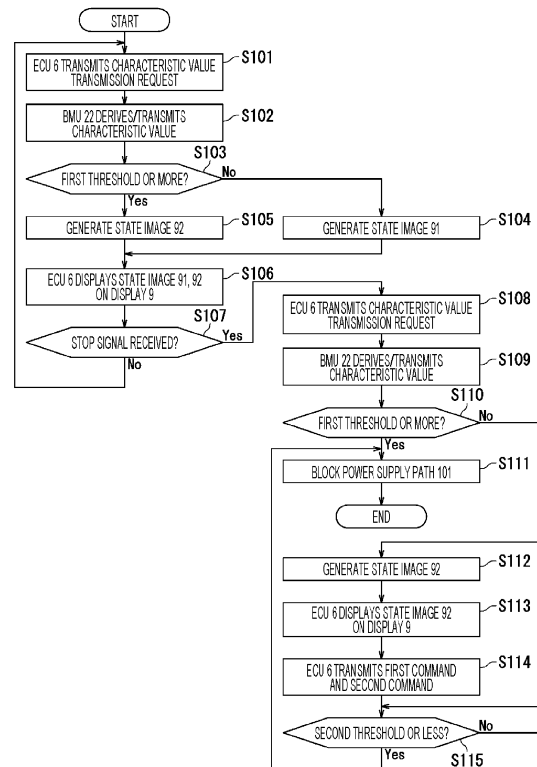 START
ECU 6 TRANSMITS CHARACTERISTIC VALUE
TRANSMISSION REQUEST
S101
BMU 22 DERIVES/TRANSMITS
CHARACTERISTIC VALUE
S102
FIRST THRESHOLD OR MORE?
S103
No
Yes
GENERATE STATE IMAGE 92
S105
GENERATE STATE IMAGE 91
S104
ECU 6 DISPLAYS STATE IMAGE 91, 92
ON DISPLAY 9
S106
STOP SIGNAL RECEIVED?
S107
Yes
No
ECU 6 TRANSMITS CHARACTERISTIC VALUE
TRANSMISSION REQUEST
S108
BMU 22 DERIVES/TRANSMITS
CHARACTERISTIC VALUE
S109
FIRST THRESHOLD OR MORE?
S110
No
Yes
BLOCK POWER SUPPLY PATH 101
S111
END
GENERATE STATE IMAGE 92
S112
ECU 6 DISPLAYS STATE IMAGE 92
ON DISPLAY 9
S113
ECU 6 TRANSMITS FIRST COMMAND
AND SECOND COMMAND
S114
SECOND THRESHOLD OR LESS?
No
Yes
S115